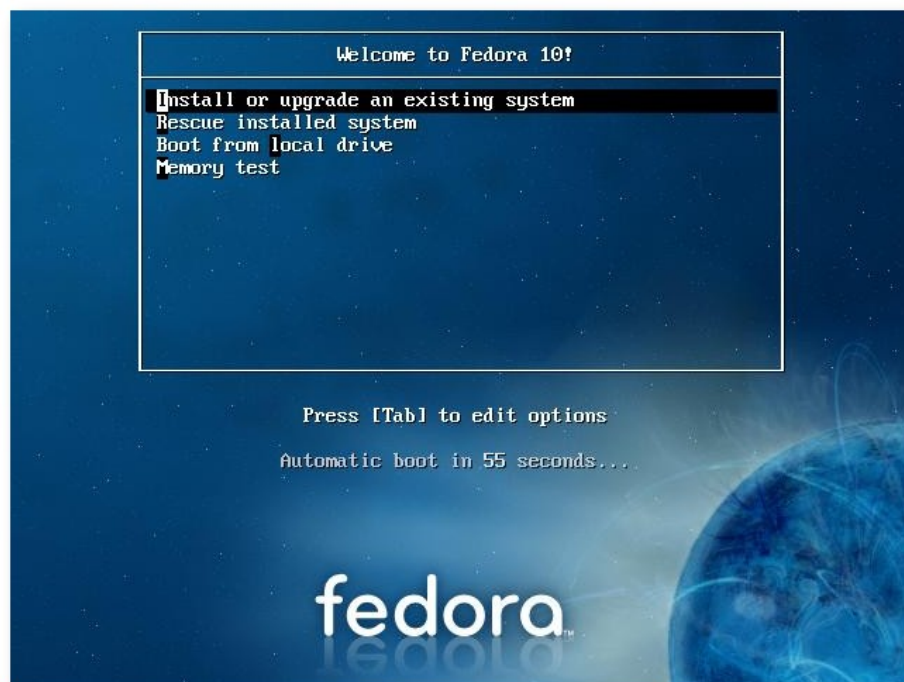 Welcome to Fedora 10!
Install or upgrade an existing system
Rescue installed system
Boot from local drive
Memory test
Press [Tab] to edit options
Automatic boot in 55 seconds...
fedora™